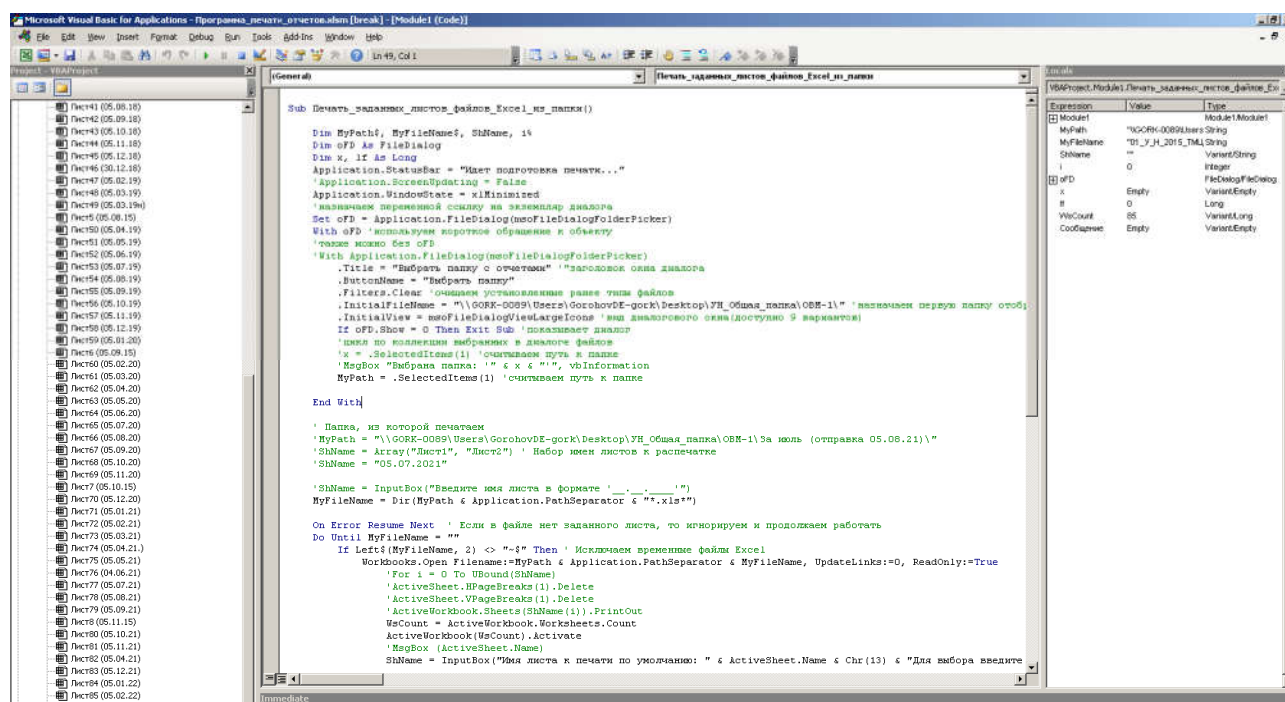 Microsoft Visual Basic for Applications - Программа_печати_отчетов.xlsm [break] - [Module1 (Code)]
File Edit View Insert Format Debug Run Tools Add-Ins Window Help
Ln 49, Col 1
Project - VBAProject
Лист41 (05.08.18)
Лист42 (05.09.18)
Лист43 (05.10.18)
Лист44 (05.11.18)
Лист45 (05.12.18)
Лист46 (30.12.18)
Лист47 (05.02.19)
Лист48 (05.03.19)
Лист49 (05.03.19н)
Лист5 (05.08.15)
Лист50 (05.04.19)
Лист51 (05.05.19)
Лист52 (05.06.19)
Лист53 (05.07.19)
Лист54 (05.08.19)
Лист55 (05.09.19)
Лист56 (05.10.19)
Лист57 (05.11.19)
Лист58 (05.12.19)
Лист59 (05.01.20)
Лист6 (05.09.15)
Лист60 (05.02.20)
Лист61 (05.03.20)
Лист62 (05.04.20)
Лист63 (05.05.20)
Лист64 (05.06.20)
Лист65 (05.07.20)
Лист66 (05.08.20)
Лист67 (05.09.20)
Лист68 (05.10.20)
Лист69 (05.11.20)
Лист7 (05.10.15)
Лист70 (05.12.20)
Лист71 (05.01.21)
Лист72 (05.02.21)
Лист73 (05.03.21)
Лист74 (05.04.21.)
Лист75 (05.05.21)
Лист76 (04.06.21)
Лист77 (05.07.21)
Лист78 (05.08.21)
Лист79 (05.09.21)
Лист8 (05.11.15)
Лист80 (05.10.21)
Лист81 (05.11.21)
Лист82 (05.04.21)
Лист83 (05.12.21)
Лист84 (05.01.22)
Лист85 (05.02.22)
(General)
Печать_заданных_листов_файлов_Excel_из_папки
Sub Печать_заданных_листов_файлов_Excel_из_папки()
Dim MyPath$, MyFileName$, ShName, i%
Dim oFD As FileDialog
Dim x, lf As Long
Application.StatusBar = "Идет подготовка печати..."
'Application.ScreenUpdating = False
Application.WindowState = xlMinimized
'назначаем переменной ссылку на экземпляр диалога
Set oFD = Application.FileDialog(msoFileDialogFolderPicker)
With oFD 'используем короткое обращение к объекту
'также можно без oFD
'With Application.FileDialog(msoFileDialogFolderPicker)
.Title = "Выбрать папку с отчетами" '"заголовок окна диалога
.ButtonName = "Выбрать папку"
.Filters.Clear 'очищаем установленные ранее типы файлов
.InitialFileName = "\\GORK-0089\Users\GorohovDE-gork\Desktop\УН_Общая_папка\ОВМ-1\" 'назначаем первую папку отоб
.InitialView = msoFileDialogViewLargeIcons 'вид диалогового окна(доступно 9 вариантов)
If oFD.Show = 0 Then Exit Sub 'показывает диалог
'цикл по коллекции выбранных в диалоге файлов
'x = .SelectedItems(1) 'считываем путь к папке
'MsgBox "Выбрана папка: '" & x & "'", vbInformation
MyPath = .SelectedItems(1) 'считываем путь к папке
End With
' Папка, из которой печатаем
'MyPath = "\\GORK-0089\Users\GorohovDE-gork\Desktop\УН_Общая_папка\ОВМ-1\За июль (отправка 05.08.21)\"
'ShName = Array("Лист1", "Лист2") ' Набор имен листов к распечатке
'ShName = "05.07.2021"
'ShName = InputBox("Введите имя листа в формате '__.__.____'")
MyFileName = Dir(MyPath & Application.PathSeparator & "*.xls*")
On Error Resume Next ' Если в файле нет заданного листа, то игнорируем и продолжаем работать
Do Until MyFileName = ""
If Left$(MyFileName, 2) <> "~$" Then ' Исключаем временные файлы Excel
Workbooks.Open Filename:=MyPath & Application.PathSeparator & MyFileName, UpdateLinks:=0, ReadOnly:=True
'For i = 0 To UBound(ShName)
'ActiveSheet.HPageBreaks(1).Delete
'ActiveSheet.VPageBreaks(1).Delete
'ActiveWorkbook.Sheets(ShName(i)).PrintOut
WsCount = ActiveWorkbook.Worksheets.Count
ActiveWorkbook(WsCount).Activate
'MsgBox (ActiveSheet.Name)
ShName = InputBox("Имя листа к печати по умолчанию: " & ActiveSheet.Name & Chr(13) & "Для выбора введите
Immediate
Locals
VBAProject.Module1.Печать_заданных_листов_файлов_Ex
Expression Value Type
Module1 Module1/Module1
MyPath "\\GORK-0089\Users String
MyFileName "01_У_Н_2015_ТМЦ String
ShName "" Variant/String
i 0 Integer
oFD FileDialog/FileDialog
x Empty Variant/Empty
lf 0 Long
WsCount 85 Variant/Long
Сообщение Empty Variant/Empty